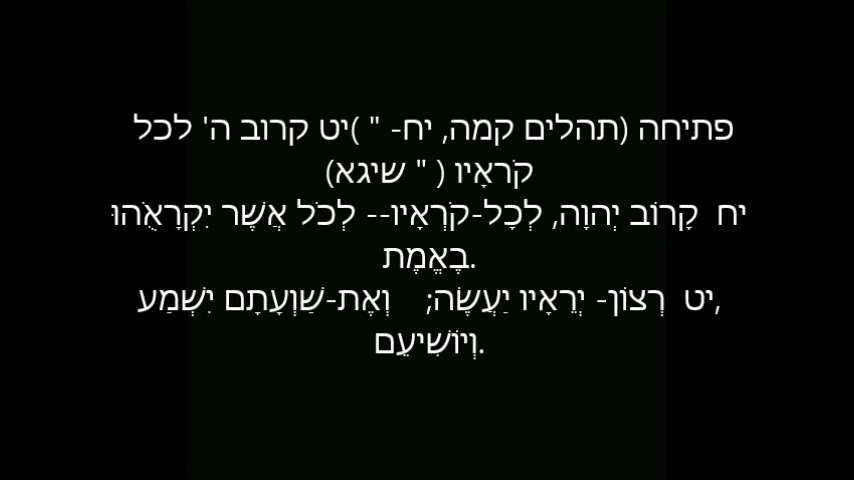 פתיחה (תהלים קמה, יח- " )יט קרוב ה' לכל
קֹראָיו ( " שיגא)
יח  קָרוֹב יְהוָה, לְכָל-קֹרְאָיו-- לְכֹל אֲשֶׁר יִקְרָאֻהוּ
בֶאֱמֶת.
יט  רְצוֹן- יְרֵאָיו יַעֲשֶׂה;    וְאֶת-שַׁוְעָתָם יִשְׁמַע,
וְיוֹשִׁיעֵם.